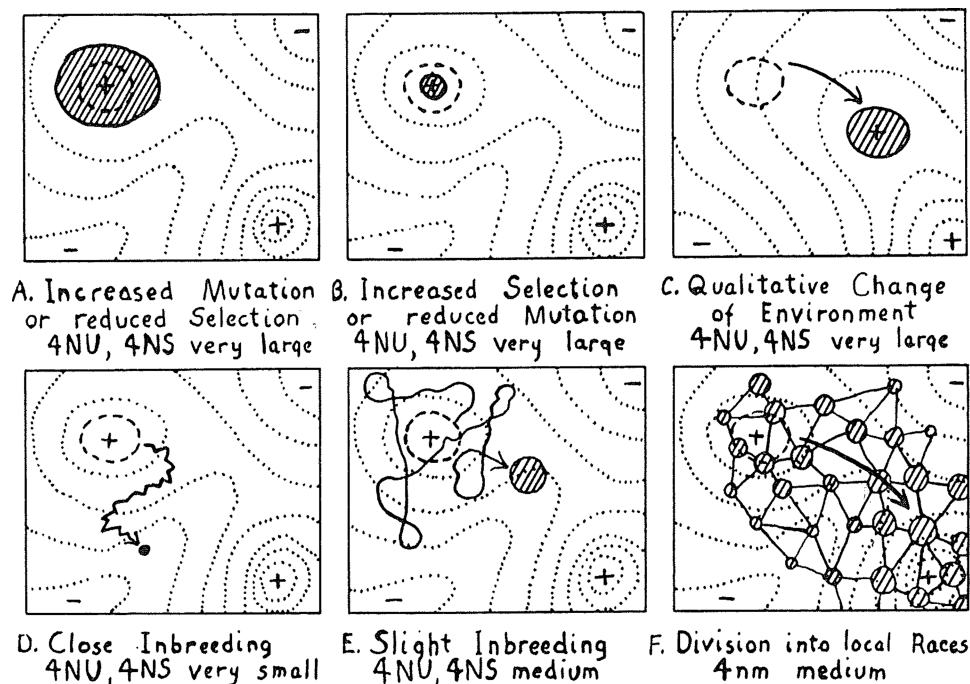 A. Increased Mutation
or reduced Selection
4NU, 4NS very large
B. Increased Selection
or reduced Mutation
4NU, 4NS very large
C. Qualitative Change
of Environment
4NU, 4NS very large
D. Close Inbreeding
4NU, 4NS very small
E. Slight Inbreeding
4NU, 4NS medium
F. Division into local Races
4nm medium